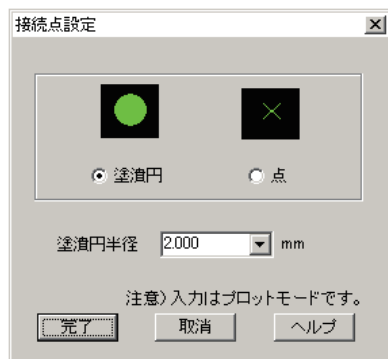 接続点設定
塗潰円
点
塗潰円半径 2.000 mm
注意)入力はプロットモードです。
完了 取消 ヘルプ